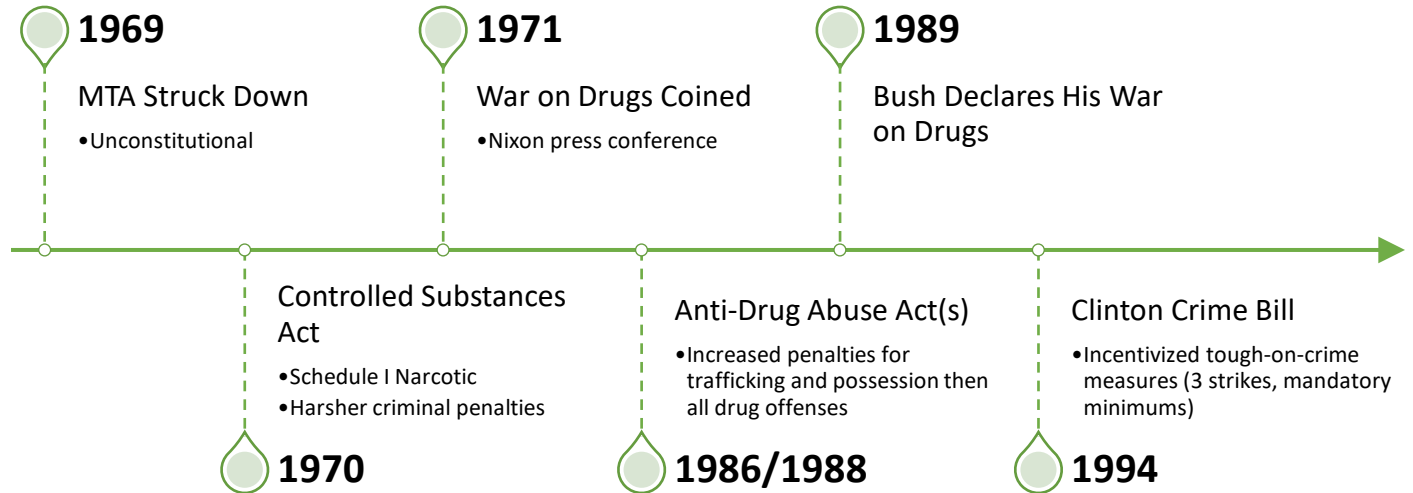 1969
MTA Struck Down
•Unconstitutional
1970
Controlled Substances
Act
•Schedule I Narcotic
•Harsher criminal penalties
1971
War on Drugs Coined
•Nixon press conference
1986/1988
Anti-Drug Abuse Act(s)
•Increased penalties for
trafficking and possession then
all drug offenses
1989
Bush Declares His War
on Drugs
1994
Clinton Crime Bill
•Incentivized tough-on-crime
measures (3 strikes, mandatory
minimums)